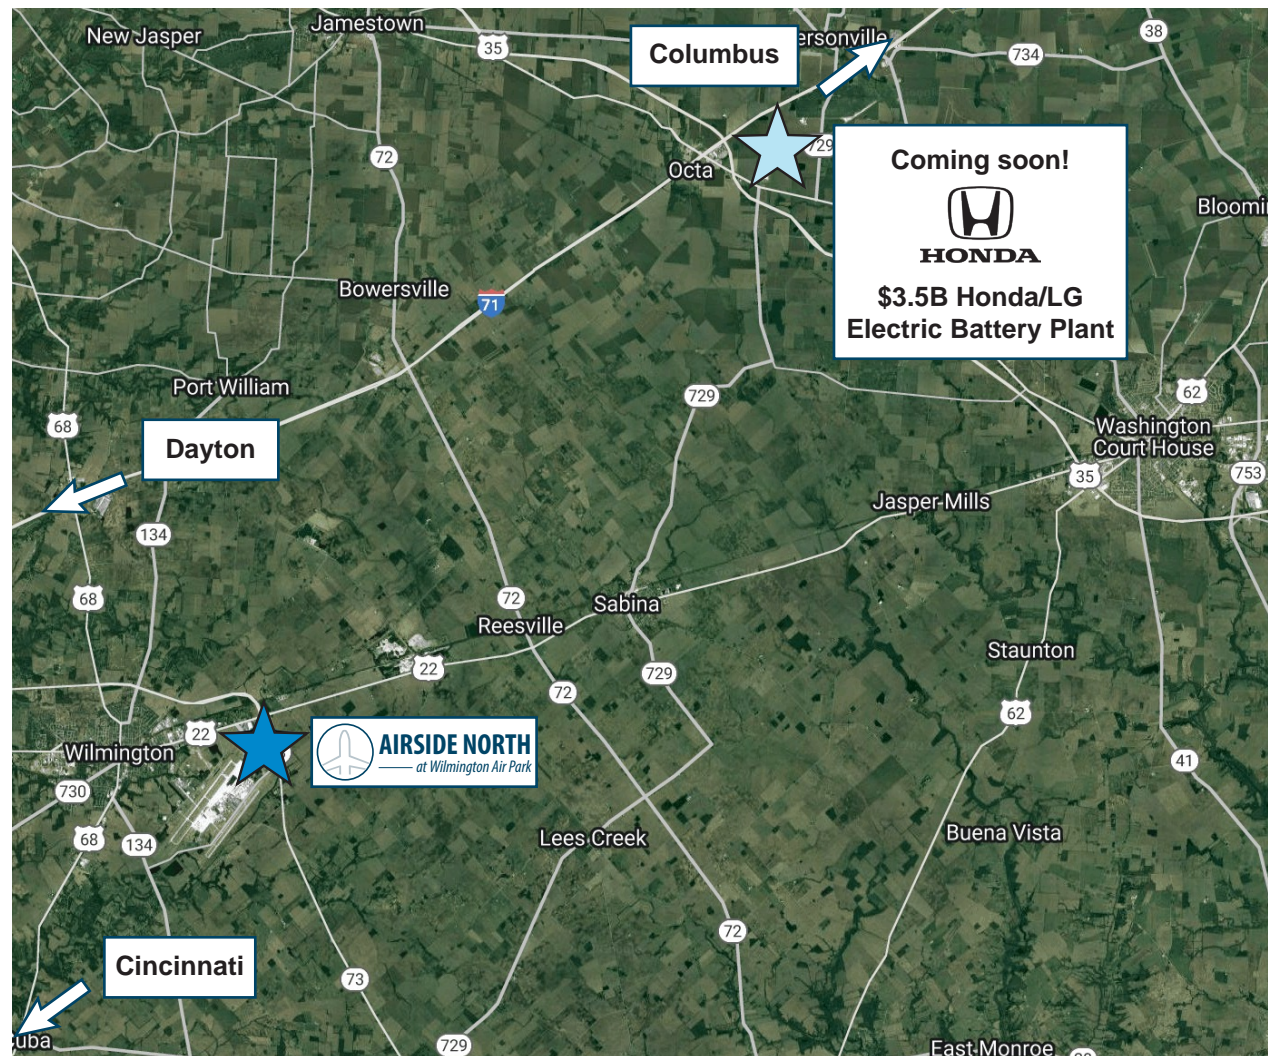 New Jasper
Jamestown
35
Columbus
ersonville
734
38
72
Octa
729
Coming soon!
HONDA
$3.5B Honda/LG
Electric Battery Plant
Bloomi
Bowersville
71
Port William
68
729
62
Washington
Court House
Dayton
35
753
Jasper Mills
134
68
72
Sabina
Reesville
22
729
Staunton
72
62
22
Wilmington
AIRSIDE NORTH
at Wilmington Air Park
41
730
68
134
Lees Creek
Buena Vista
72
Cincinnati
73
uba
729
East Monroe